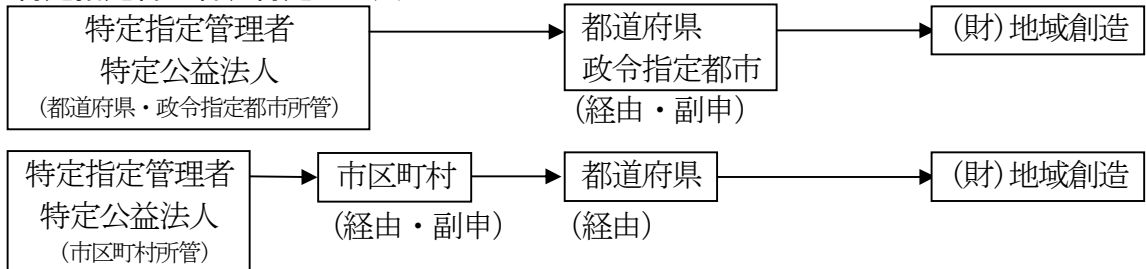 特定指定管理者
特定公益法人
（都道府県・政令指定都市所管）
都道府県
政令指定都市
（経由・副申）
（財）地域創造
特定指定管理者
特定公益法人
（市区町村所管）
市区町村
（経由・副申）
都道府県
（経由）
（財）地域創造